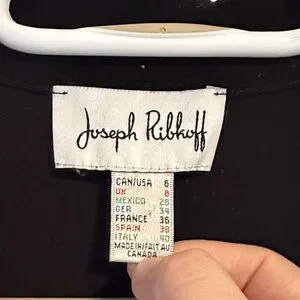 Joseph Ribkoff
CAN/USA 6
UK 8
MEXICO 28
DER 34
FRANCE 36
SPAIN 38
ITALY 40
MADE IN/FAIT AU
CANADA